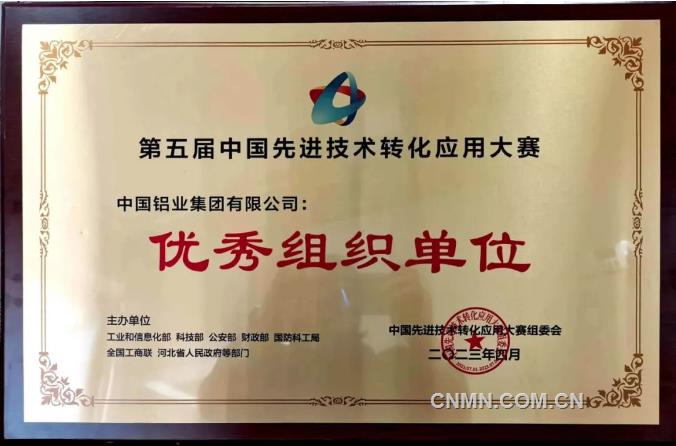 第五届中国先进技术转化应用大赛
中国铝业集团有限公司：
优秀组织单位
主办单位
工业和信息化部 科技部 公安部 财政部 国防科工局
全国工商联 河北省人民政府等部门
中国先进技术转化应用大赛组委会
二〇二三年四月
CNMN.COM.CN